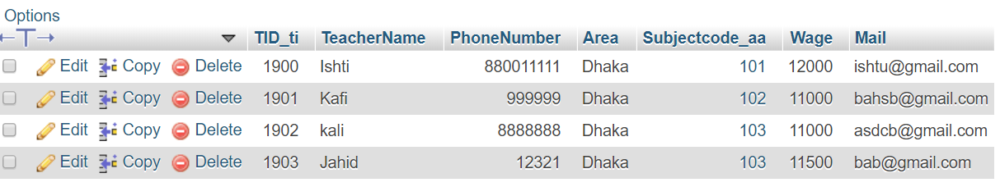 Options
TID_ti TeacherName PhoneNumber Area Subjectcode_aa Wage Mail
Edit Copy Delete 1900 Ishti 880011111 Dhaka 101 12000 ishtu@gmail.com
Edit Copy Delete 1901 Kafi 999999 Dhaka 102 11000 bahsb@gmail.com
Edit Copy Delete 1902 kali 8888888 Dhaka 103 11000 asdcb@gmail.com
Edit Copy Delete 1903 Jahid 12321 Dhaka 103 11500 bab@gmail.com